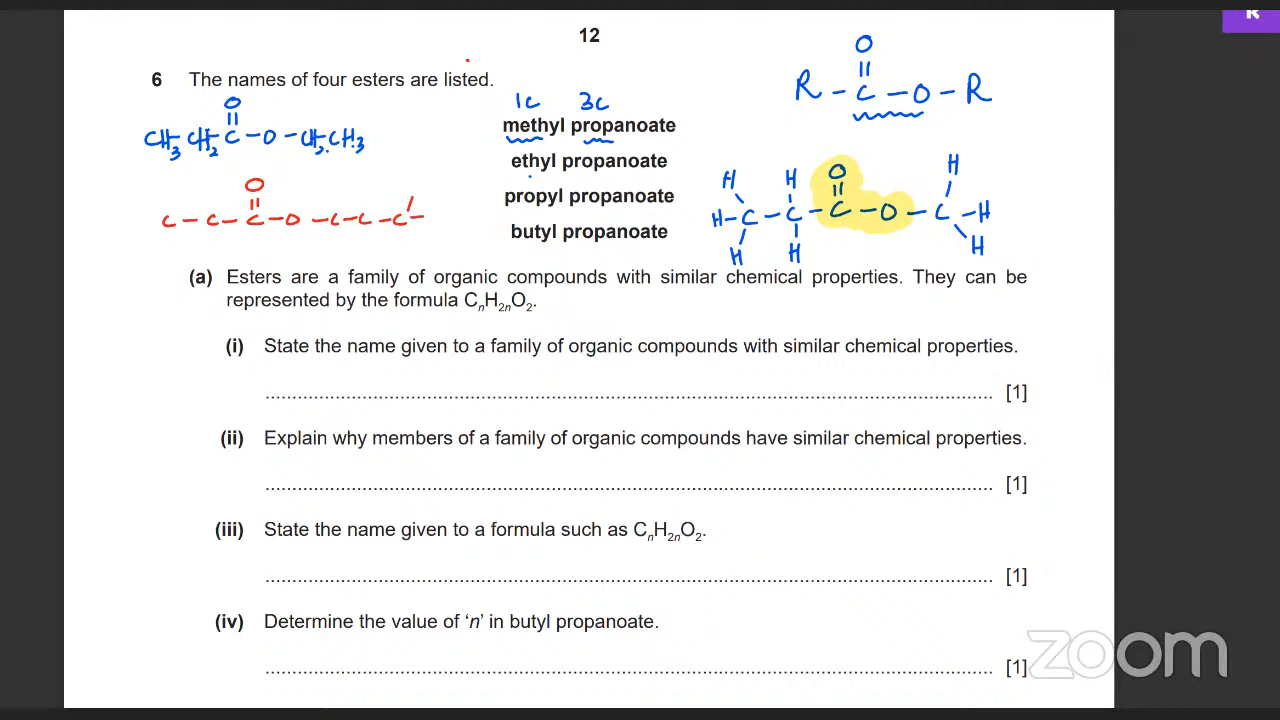 K
12
6 The names of four esters are listed.
methyl propanoate
ethyl propanoate
propyl propanoate
butyl propanoate
1C 3C
O
||
R – C – O – R
O
||
CH3 CH2 C – O – CH2 CH3
O
||
C – C – C – O – C – C – C –
H H O H
||
H – C – C – C – O – C – H
H H H
(a) Esters are a family of organic compounds with similar chemical properties. They can be
represented by the formula CnH2nO2.
(i) State the name given to a family of organic compounds with similar chemical properties.
[1]
(ii) Explain why members of a family of organic compounds have similar chemical properties.
[1]
(iii) State the name given to a formula such as CnH2nO2.
[1]
(iv) Determine the value of ‘n’ in butyl propanoate.
[1]
zoom